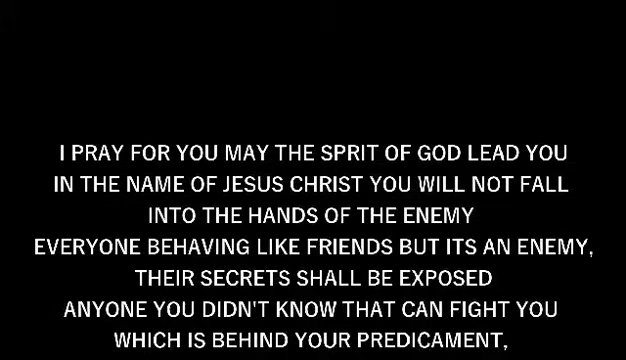 I PRAY FOR YOU MAY THE SPRIT OF GOD LEAD YOU
IN THE NAME OF JESUS CHRIST YOU WILL NOT FALL
INTO THE HANDS OF THE ENEMY
EVERYONE BEHAVING LIKE FRIENDS BUT ITS AN ENEMY,
THEIR SECRETS SHALL BE EXPOSED
ANYONE YOU DIDN'T KNOW THAT CAN FIGHT YOU
WHICH IS BEHIND YOUR PREDICAMENT,